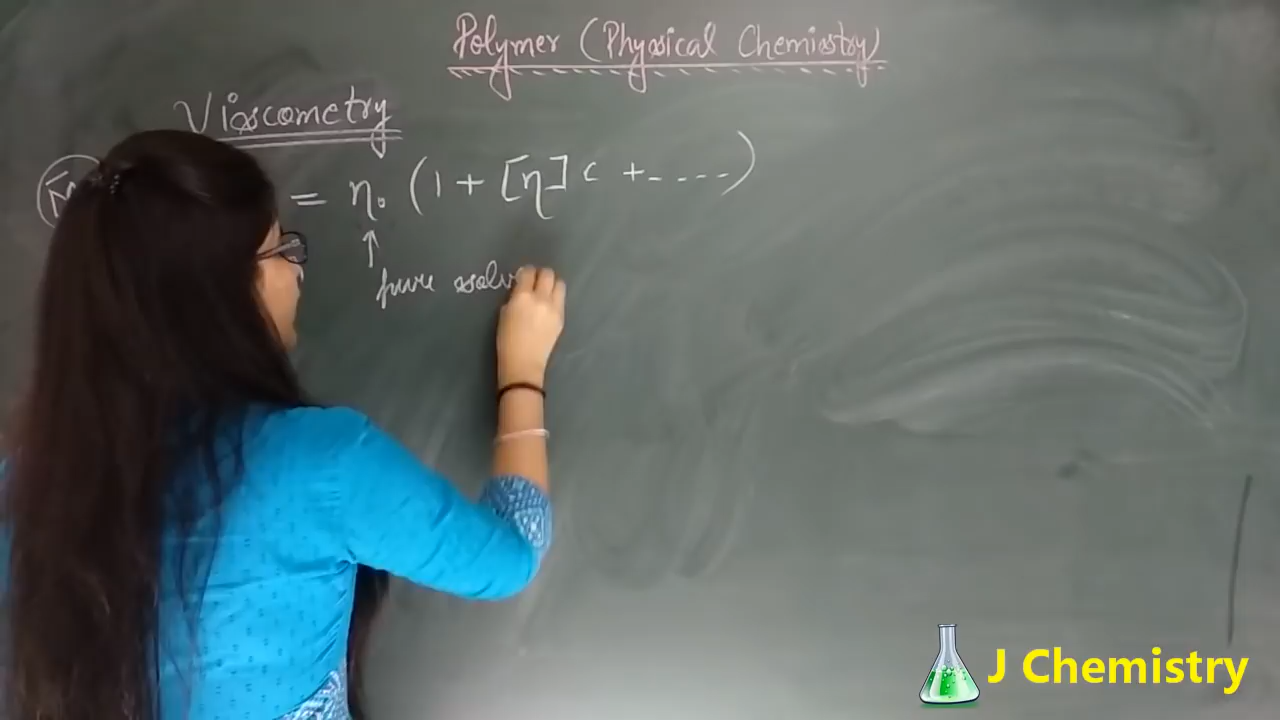 Polymer (Physical Chemistry)
Viscometry
= η₀ (1 + [η] c + - - - -)
↑
pure
J Chemistry